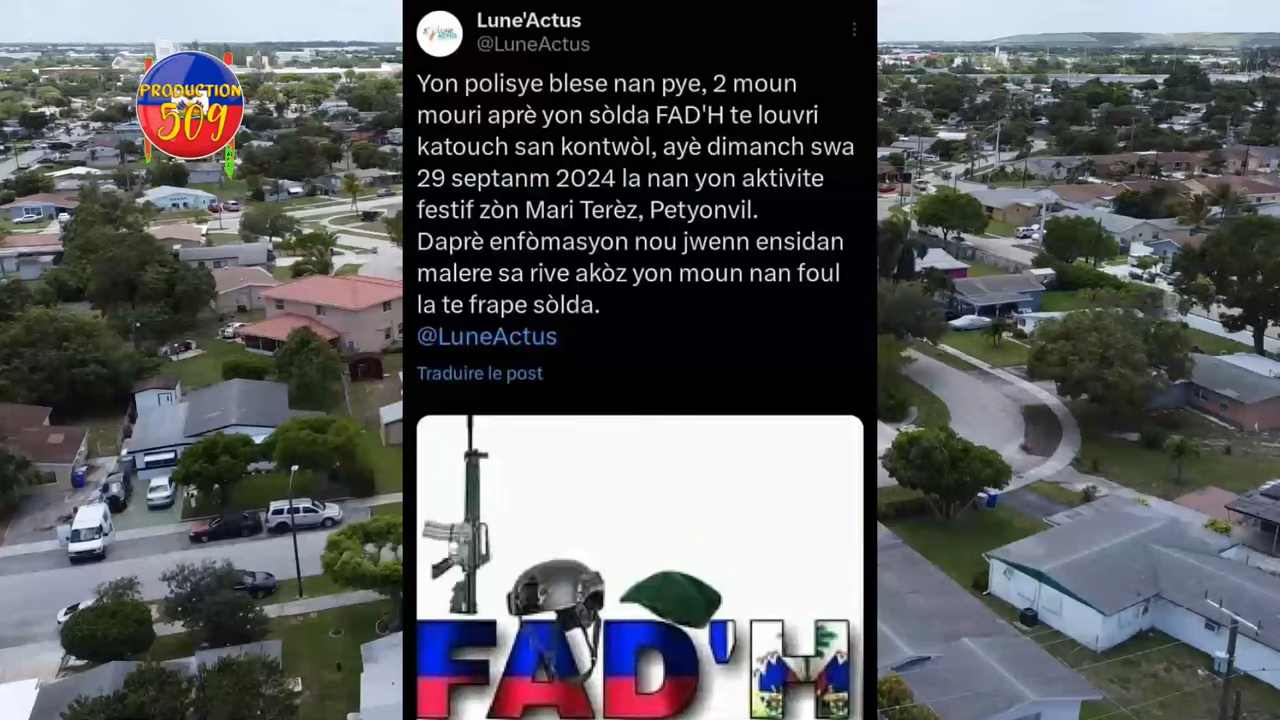 PRODUCTION
509
Lune'Actus
@LuneActus
Yon polisye blese nan pye, 2 moun
mouri aprè yon sòlda FAD'H te louvri
katouch san kontwòl, ayè dimanch swa
29 septanm 2024 la nan yon aktivite
festif zòn Mari Terèz, Petyonvil.
Daprè enfòmasyon nou jwenn ensidan
malere sa rive akòz yon moun nan foul
la te frape sòlda.
@LuneActus
Traduire le post
FAD'H